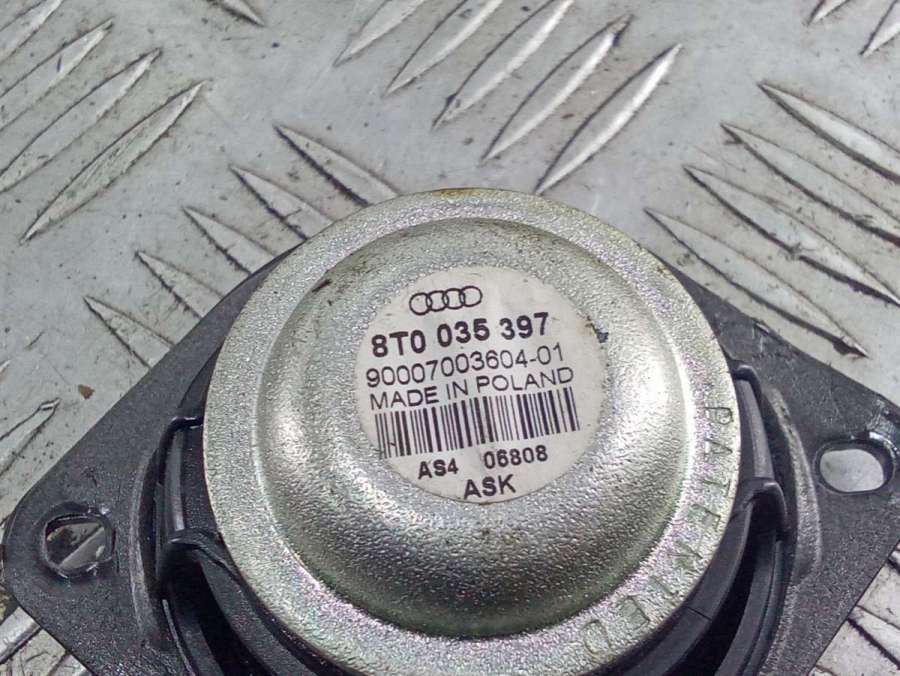 8T0 035 397
90007003604-01
MADE IN POLAND
AS4 06808
ASK
PATENTED